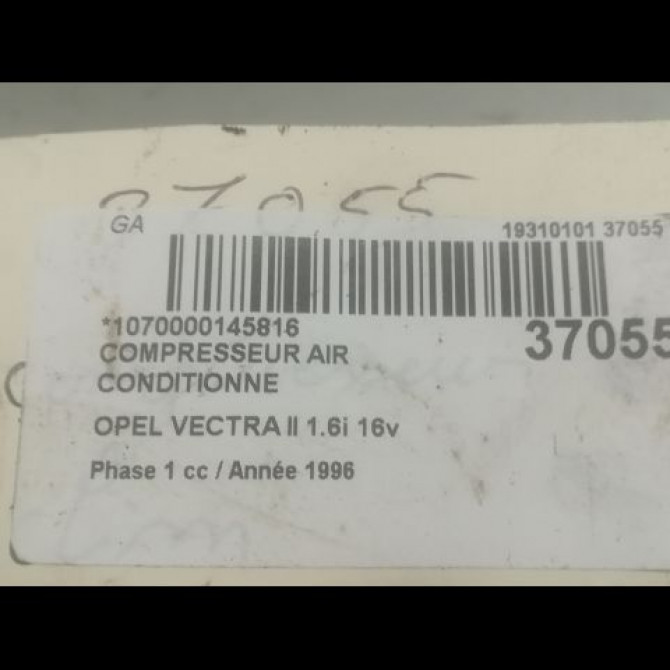 37055
GA
19310101 37055
*1070000145816
37055
COMPRESSEUR AIR
CONDITIONNE
OPEL VECTRA II 1.6i 16v
Phase 1 cc / Année 1996